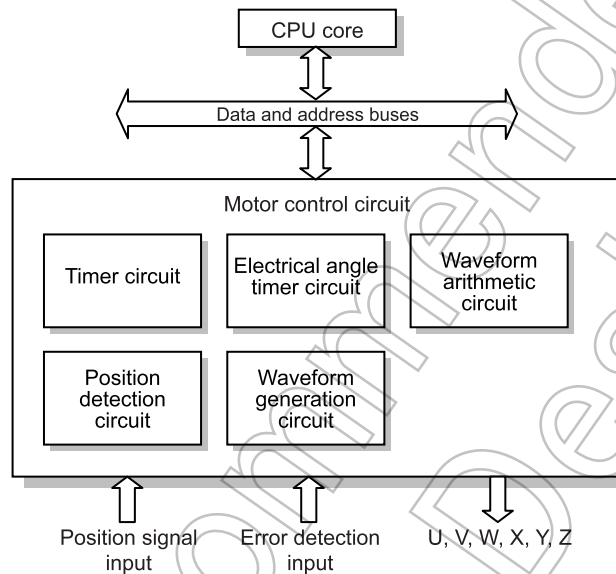 CPU core
Data and address buses
Motor control circuit
Timer circuit
Electrical angle
timer circuit
Waveform
arithmetic
circuit
Position
detection
circuit
Waveform
generation
circuit
Position signal
input
Error detection
input
U, V, W, X, Y, Z